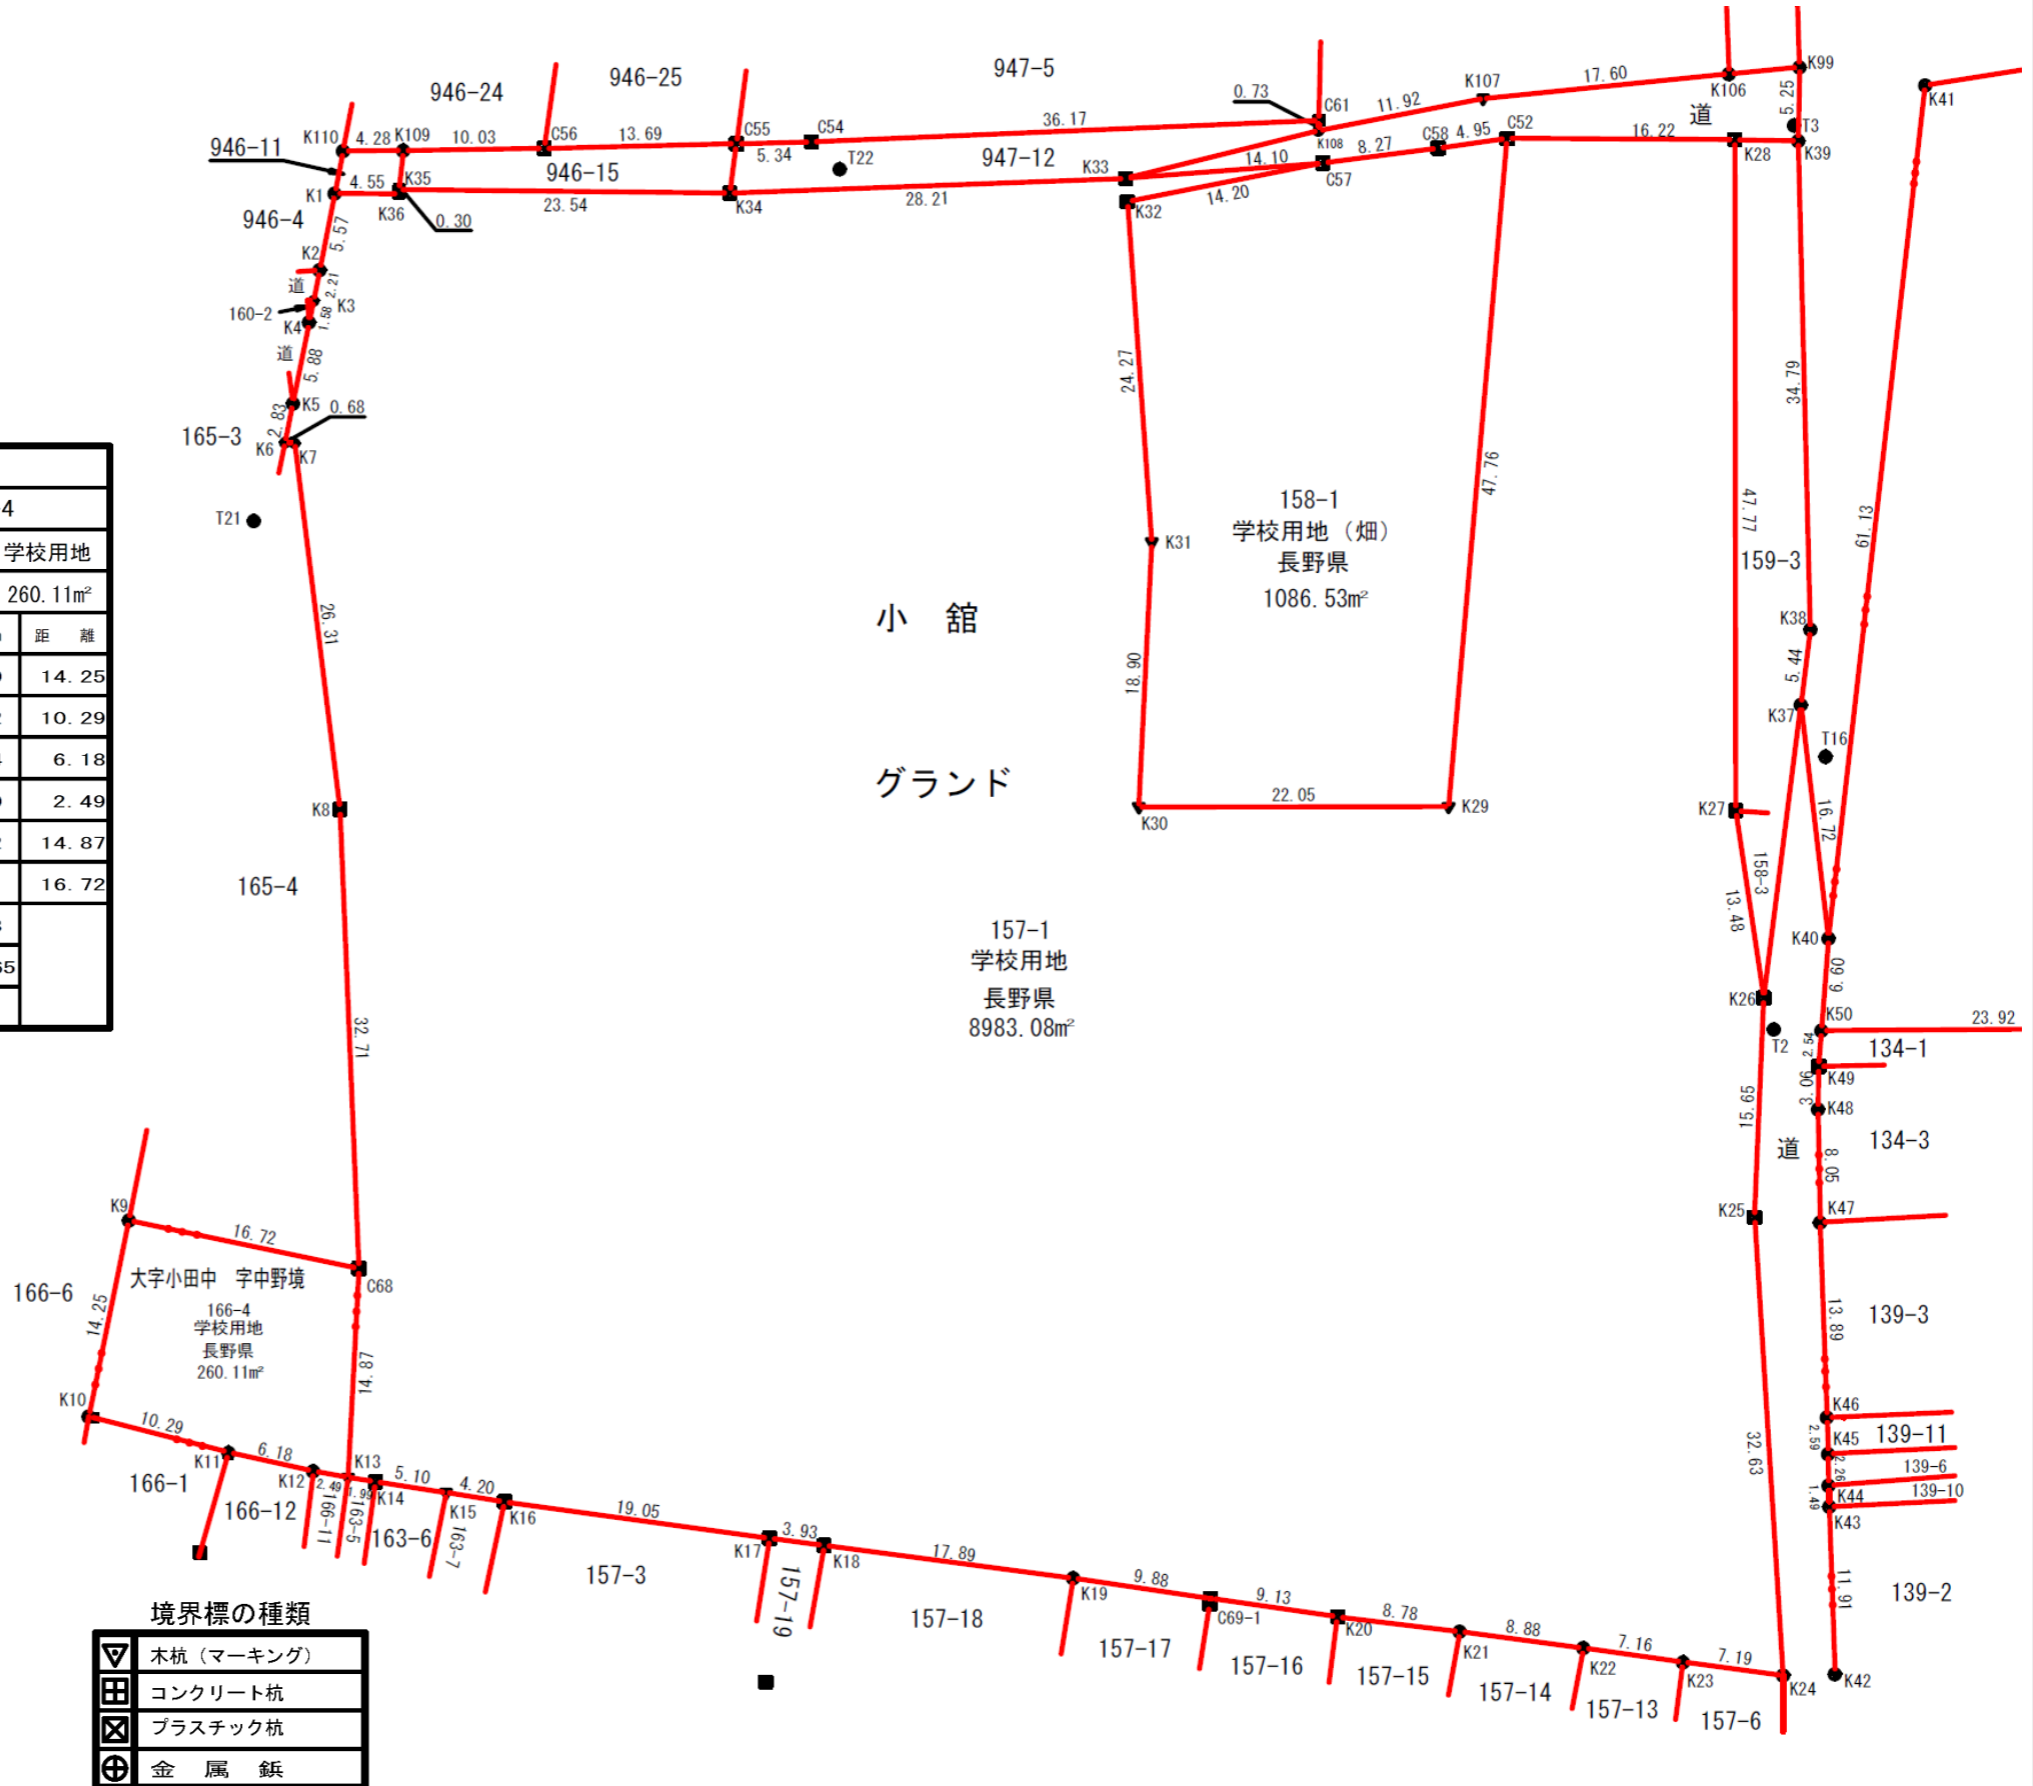 947-5
946-25
946-24
K99
K106
K107
17.60
K41
道
5.25
T3
0.73
C61
11.92
36.17
K110
4.28
K109
10.03
C56
13.69
C55
5.34
C54
T22
947-12
K33
14.10
K108
8.27
C58
4.95
C52
16.22
K28
K39
946-11
946-15
C57
K1
4.55
K35
K36
0.30
23.54
K34
28.21
K32
14.20
946-4
5.57
K2
道
2.21
K3
160-2
1.58
K4
道
5.88
K5
0.68
2.83
165-3
K6
K7
T21
24.27
34.79
47.76
47.77
61.13
K31
158-1
学校用地(畑)
長野県
1086.53m²
159-3
26.31
小 舘
K38
18.90
5.44
K37
T16
グランド
22.05
K30
K29
K27
16.72
K8
158-3
13.48
165-4
157-1
学校用地
長野県
8983.08m²
K40
6.60
K26
K50
23.92
T2
2.54
134-1
32.71
K49
3.06
K48
15.65
道
134-3
8.05
K25
K47
4
学校用地
260.11m²
距 離
14.25
10.29
6.18
2.49
14.87
16.72
K9
16.72
C68
大字小田中 字中野境
166-6
14.25
166-4
学校用地
長野県
260.11m²
14.87
13.89
139-3
K10
10.29
K11
6.18
K12
2.49
K13
1.99
K14
5.10
K15
4.20
K16
19.05
K17
3.93
K18
17.89
K19
9.88
C69-1
9.13
K20
8.78
K21
8.88
K22
7.16
K23
7.19
K24
32.63
K46
2.59
K45
139-11
2.26
139-6
K44
1.49
139-10
K43
11.91
139-2
K42
166-1
166-12
166-11
163-5
163-6
163-7
157-3
157-19
157-18
157-17
157-16
157-15
157-14
157-13
157-6
境界標の種類
木杭(マーキング)
コンクリート杭
プラスチック杭
金 属 鋲